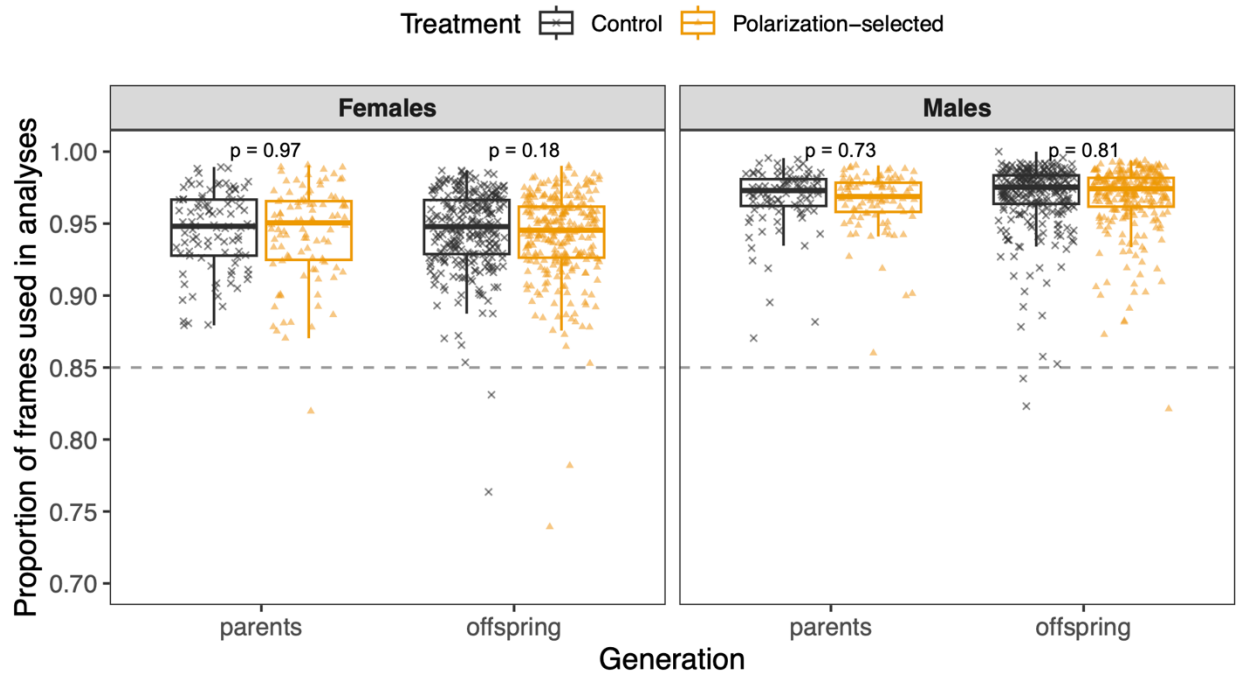 Treatment Control Polarization-selected
Females Males
Proportion of frames used in analyses
1.00
0.95
0.90
0.85
0.80
0.75
0.70
p = 0.97 p = 0.18 p = 0.73 p = 0.81
parents offspring parents offspring
Generation